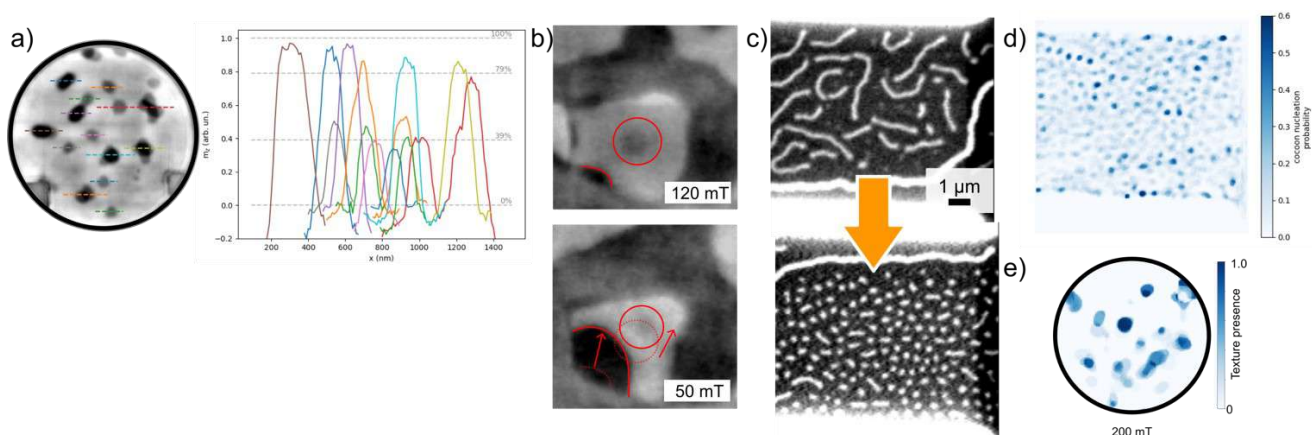 a)
m_z (arb. un.)
1.0
0.8
0.6
0.4
0.2
0.0
−0.2
100%
79%
39%
0%
200 400 600 800 1000 1200 1400
x (nm)
b)
120 mT
50 mT
c)
1 μm
d)
0.6
0.5
0.4
0.3
0.2
0.1
0.0
cocoon nucleation
probability
e)
1.0
0
Texture presence
200 mT